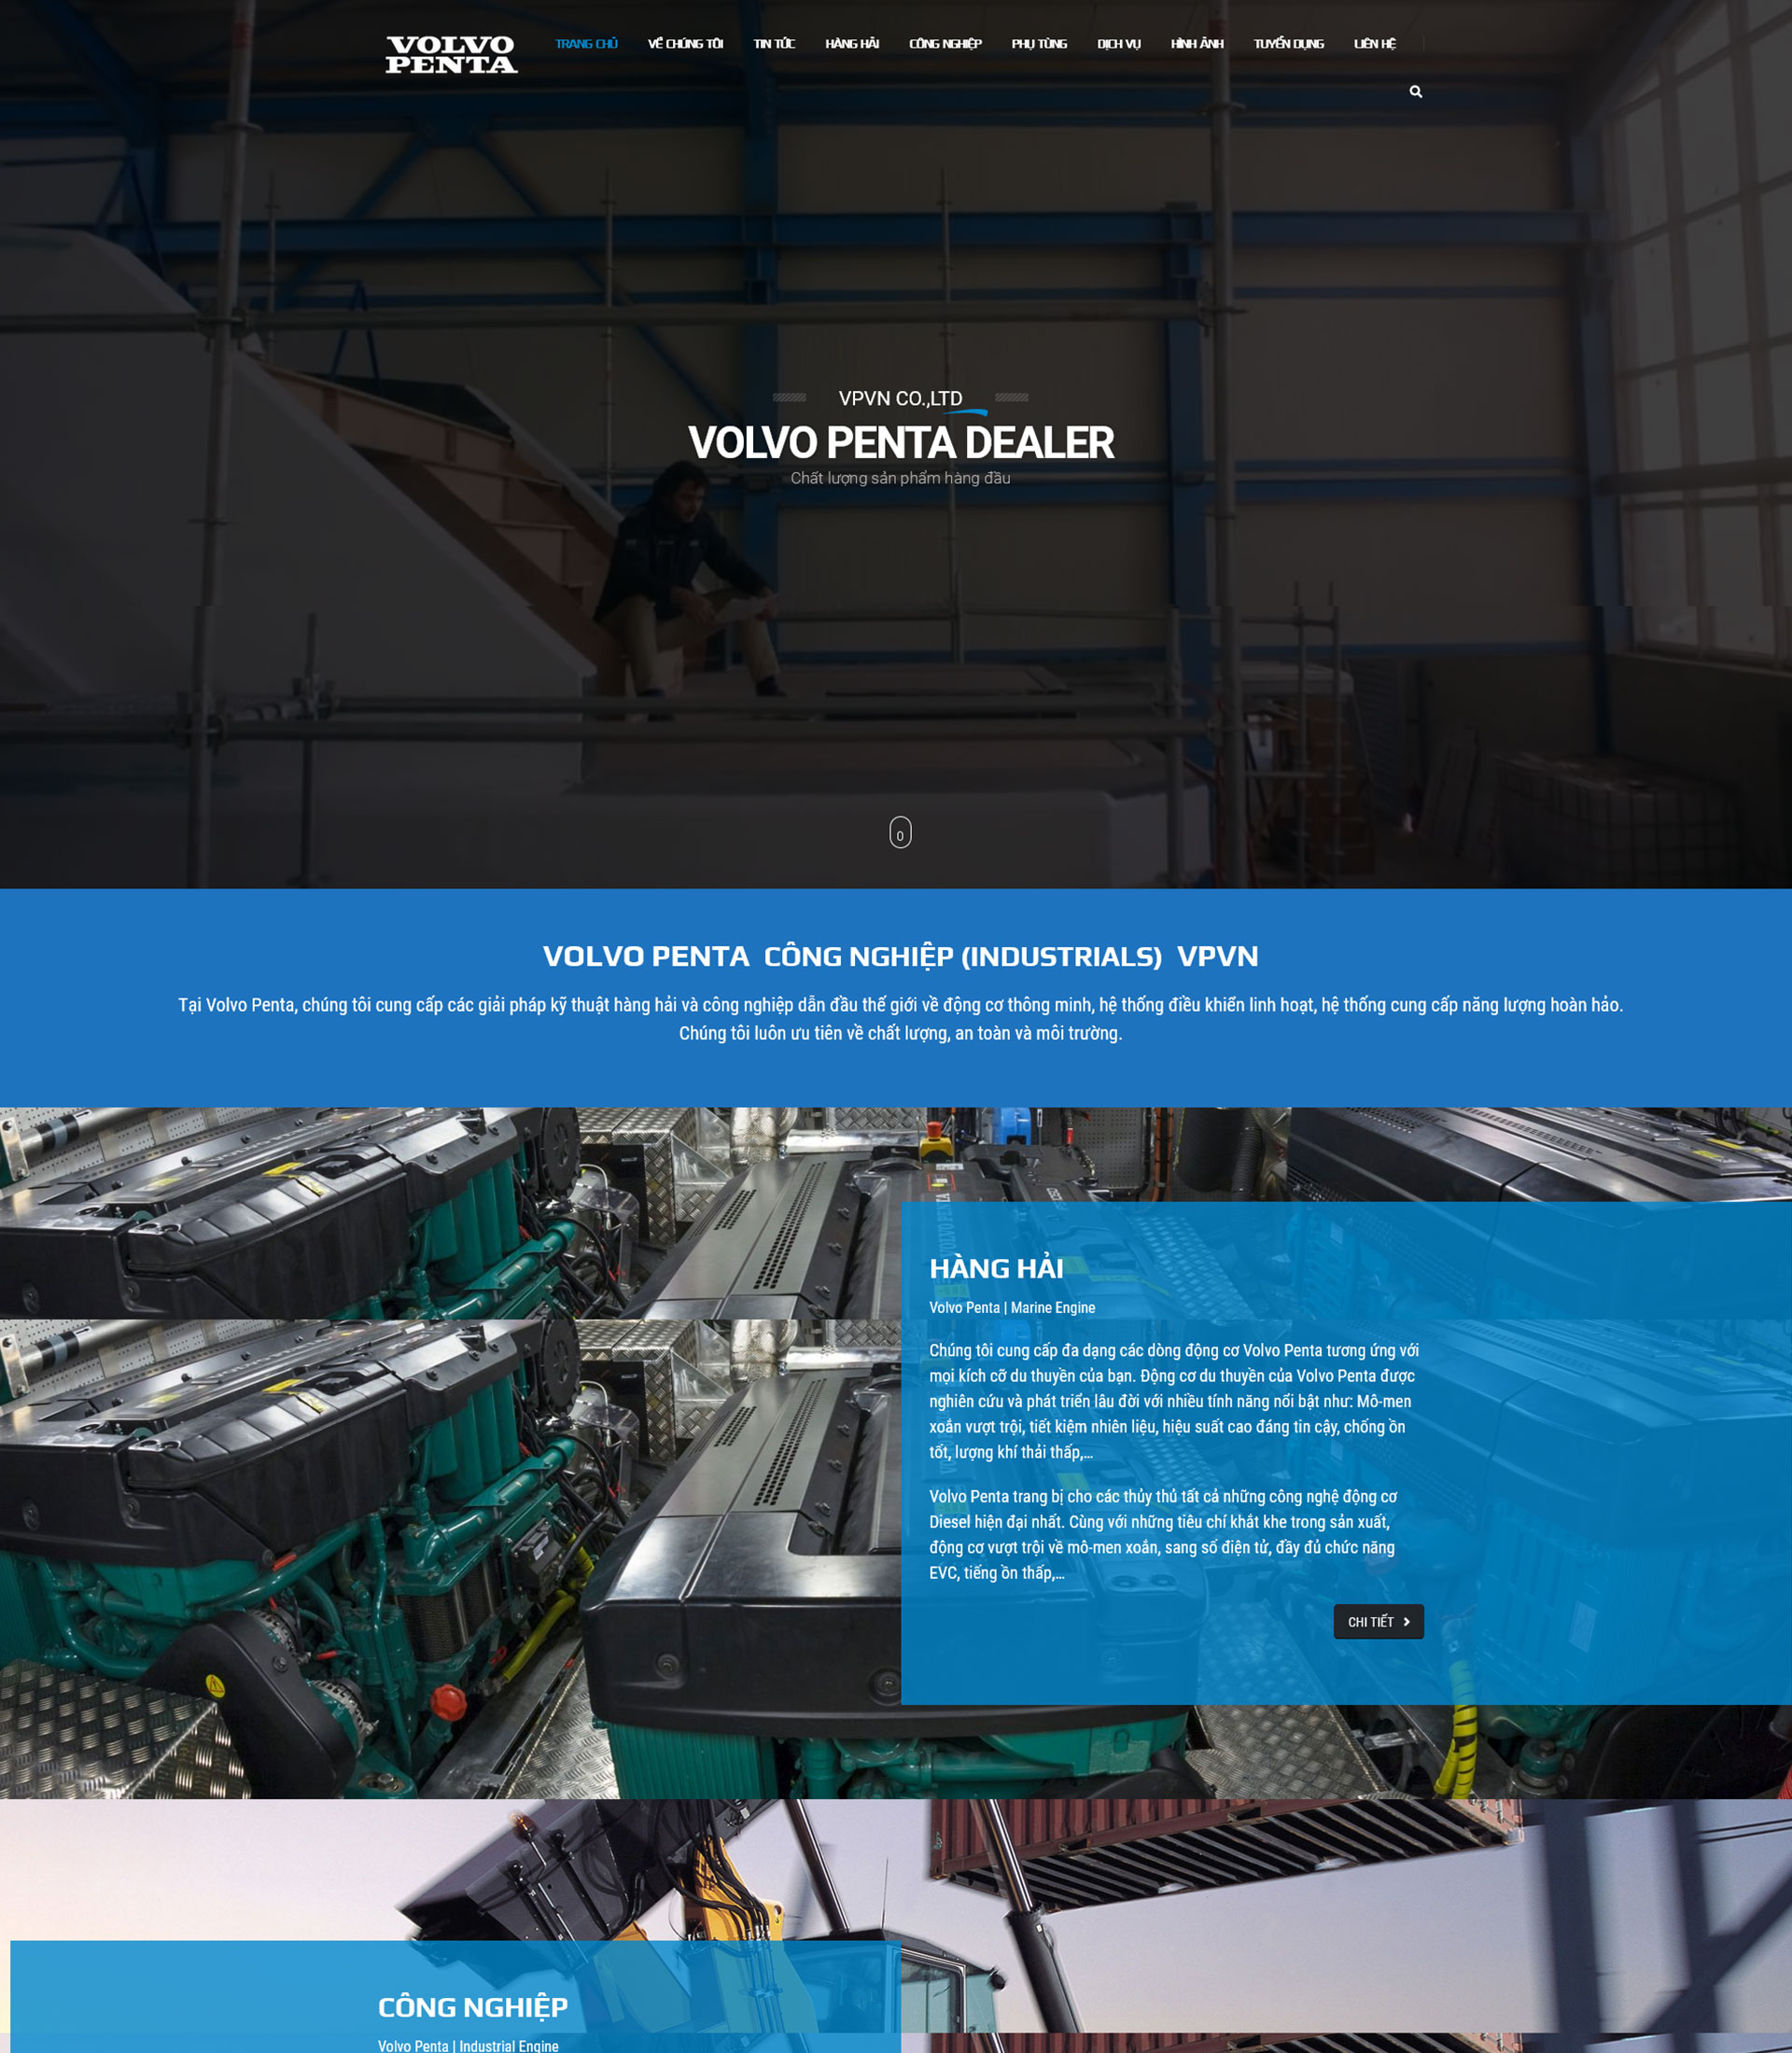 VOLVO
PENTA
TRANG CHỦ
VỀ CHÚNG TÔI
TIN TỨC
HÀNG HẢI
CÔNG NGHIỆP
PHỤ TÙNG
DỊCH VỤ
HÌNH ẢNH
TUYỂN DỤNG
LIÊN HỆ
VPVN CO.,LTD
VOLVO PENTA DEALER
Chất lượng sản phẩm hàng đầu
VOLVO PENTA CÔNG NGHIỆP (INDUSTRIALS) VPVN
Tại Volvo Penta, chúng tôi cung cấp các giải pháp kỹ thuật hàng hải và công nghiệp dẫn đầu thế giới về động cơ thông minh, hệ thống điều khiển linh hoạt, hệ thống cung cấp năng lượng hoàn hảo.
Chúng tôi luôn ưu tiên về chất lượng, an toàn và môi trường.
HÀNG HẢI
Volvo Penta | Marine Engine
Chúng tôi cung cấp đa dạng các dòng động cơ Volvo Penta tương ứng với
mọi kích cỡ du thuyền của bạn. Động cơ du thuyền của Volvo Penta được
nghiên cứu và phát triển lâu đời với nhiều tính năng nổi bật như: Mô-men
xoắn vượt trội, tiết kiệm nhiên liệu, hiệu suất cao đáng tin cậy, chống ồn
tốt, lượng khí thải thấp,...
Volvo Penta trang bị cho các thủy thủ tất cả những công nghệ động cơ
Diesel hiện đại nhất. Cùng với những tiêu chí khắt khe trong sản xuất,
động cơ vượt trội về mô-men xoắn, sang số điện tử, đầy đủ chức năng
EVC, tiếng ồn thấp,...
CHI TIẾT
CÔNG NGHIỆP
Volvo Penta | Industrial Engine